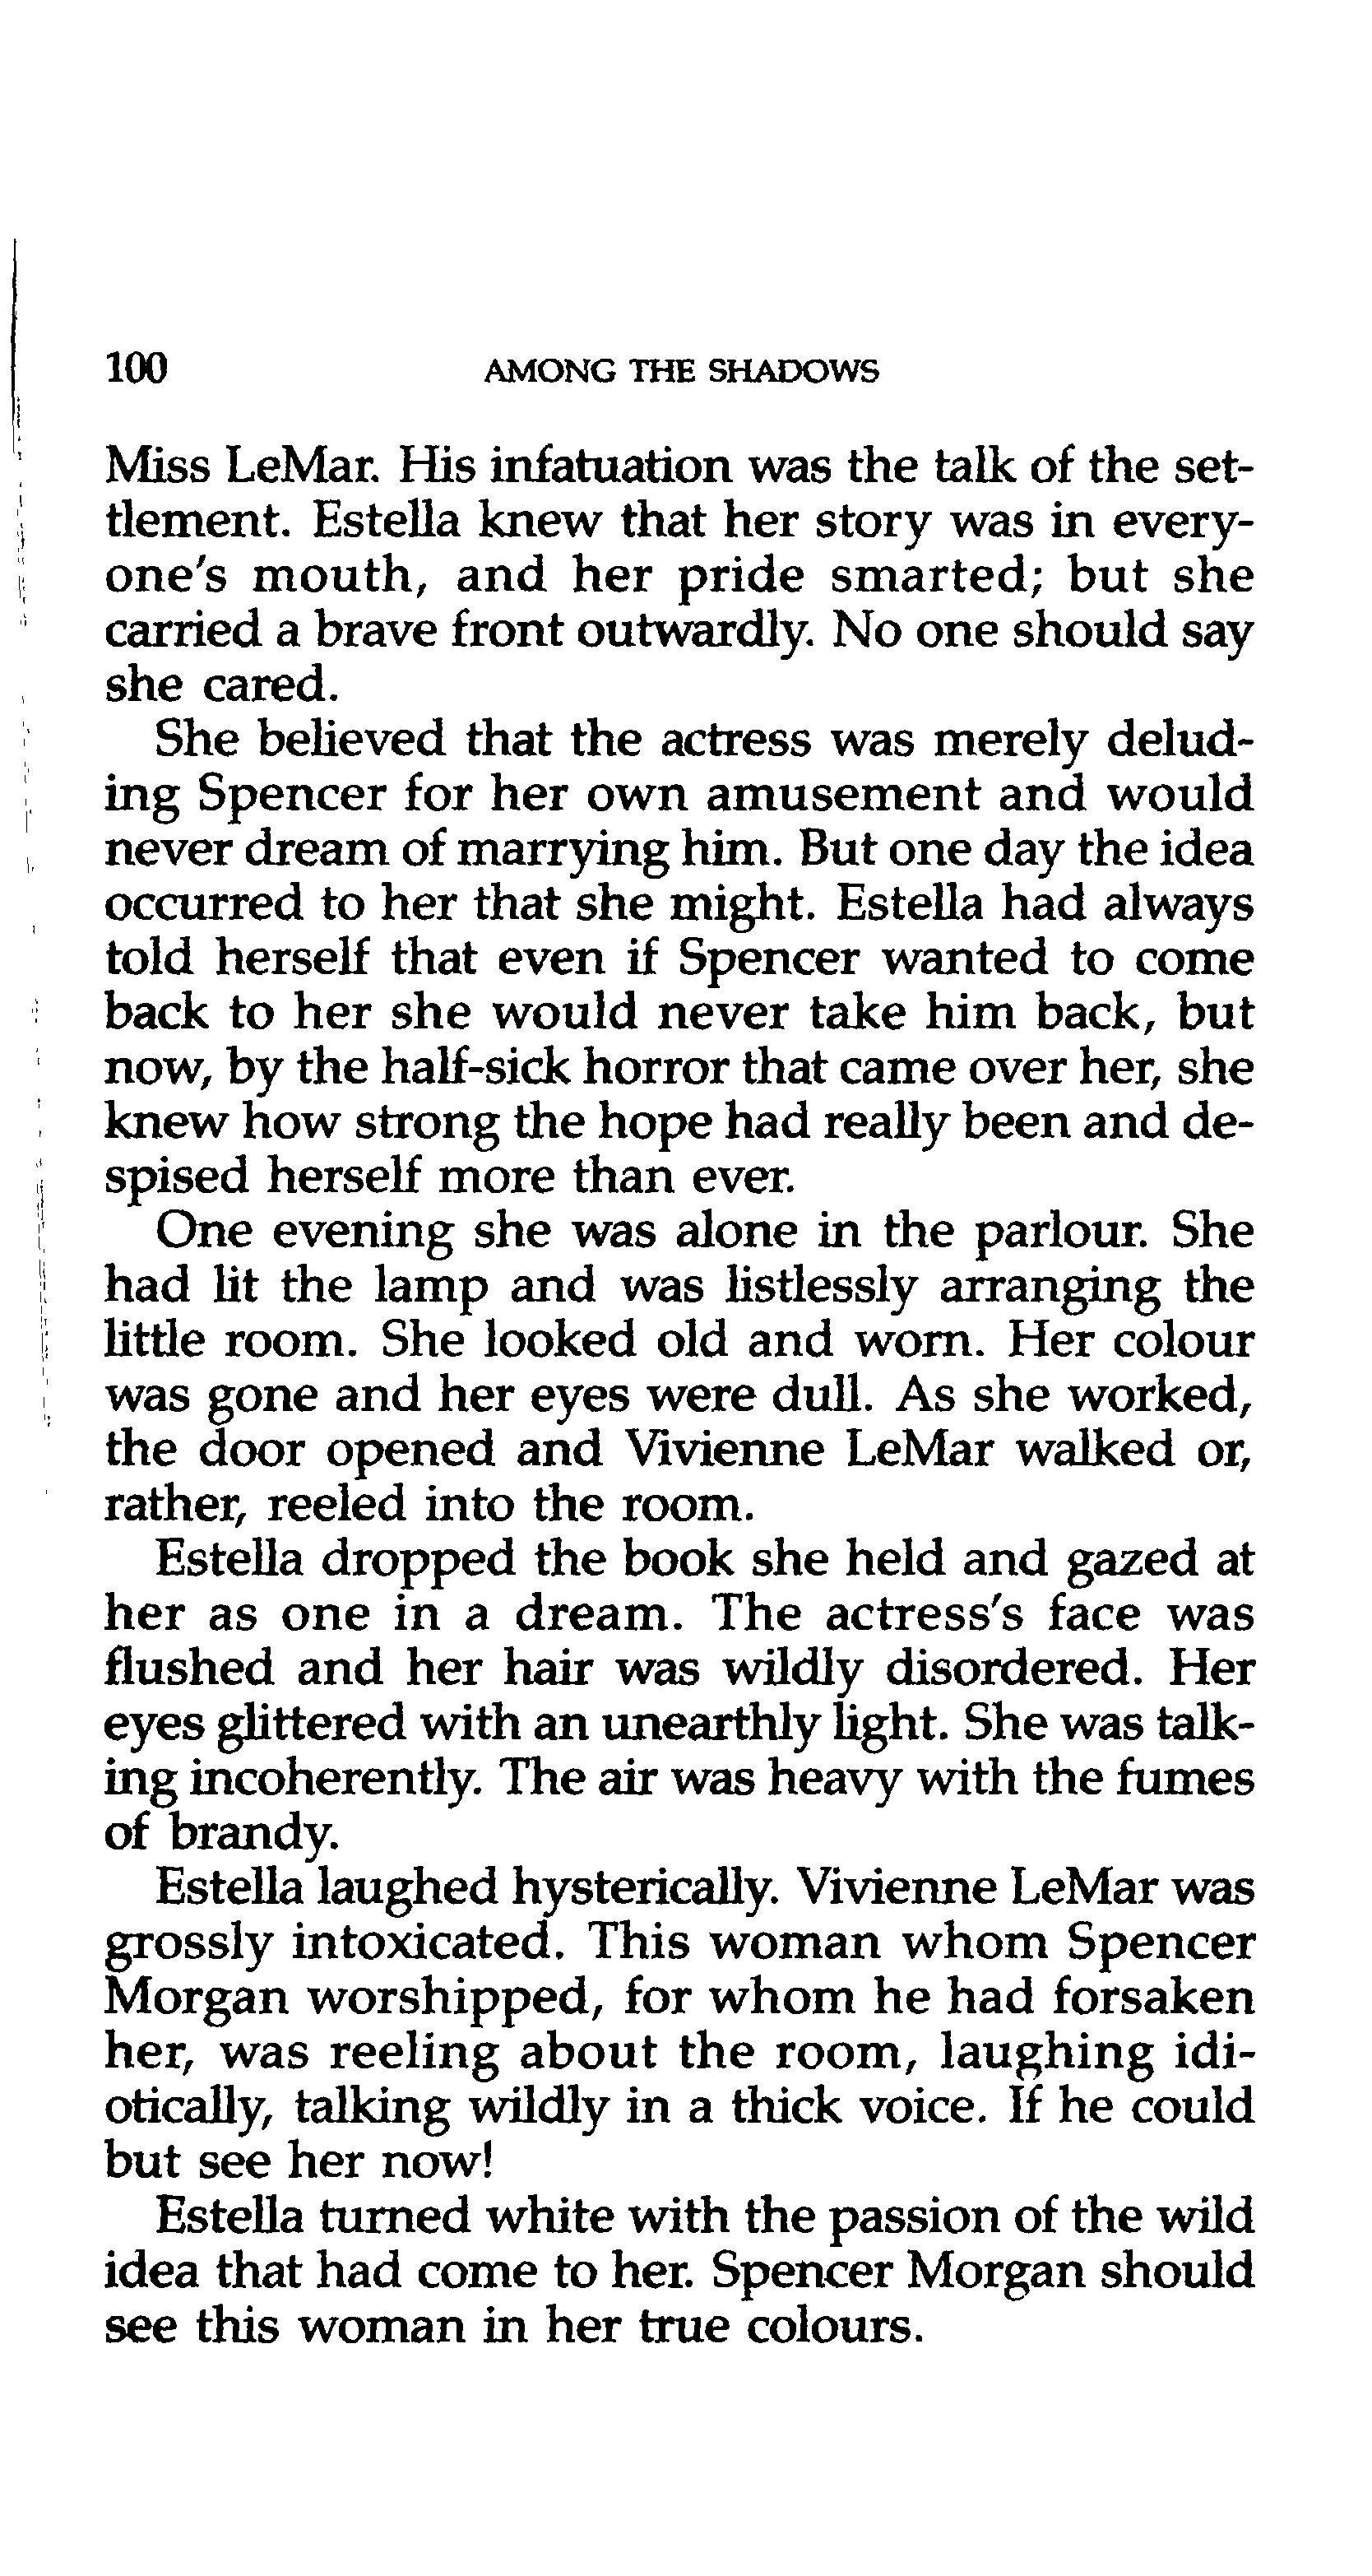 100 AMONG THE SHADOWS
Miss LeMar. His infatuation was the talk of the set-
tlement. Estella knew that her story was in every-
one's mouth, and her pride smarted; but she
carried a brave front outwardly. No one should say
she cared.
She believed that the actress was merely delud-
ing Spencer for her own amusement and would
never dream of marrying him. But one day the idea
occurred to her that she might. Estella had always
told herself that even if Spencer wanted to come
back to her she would never take him back, but
now, by the half-sick horror that came over her, she
knew how strong the hope had really been and de-
spised herself more than ever.
One evening she was alone in the parlour. She
had lit the lamp and was listlessly arranging the
little room. She looked old and worn. Her colour
was gone and her eyes were dull. As she worked,
the door opened and Vivienne LeMar walked or,
rather, reeled into the room.
Estella dropped the book she held and gazed at
her as one in a dream. The actress's face was
flushed and her hair was wildly disordered. Her
eyes glittered with an unearthly light. She was talk-
ing incoherently. The air was heavy with the fumes
of brandy.
Estella laughed hysterically. Vivienne LeMar was
grossly intoxicated. This woman whom Spencer
Morgan worshipped, for whom he had forsaken
her, was reeling about the room, laughing idi-
otically, talking wildly in a thick voice. If he could
but see her now!
Estella turned white with the passion of the wild
idea that had come to her. Spencer Morgan should
see this woman in her true colours.